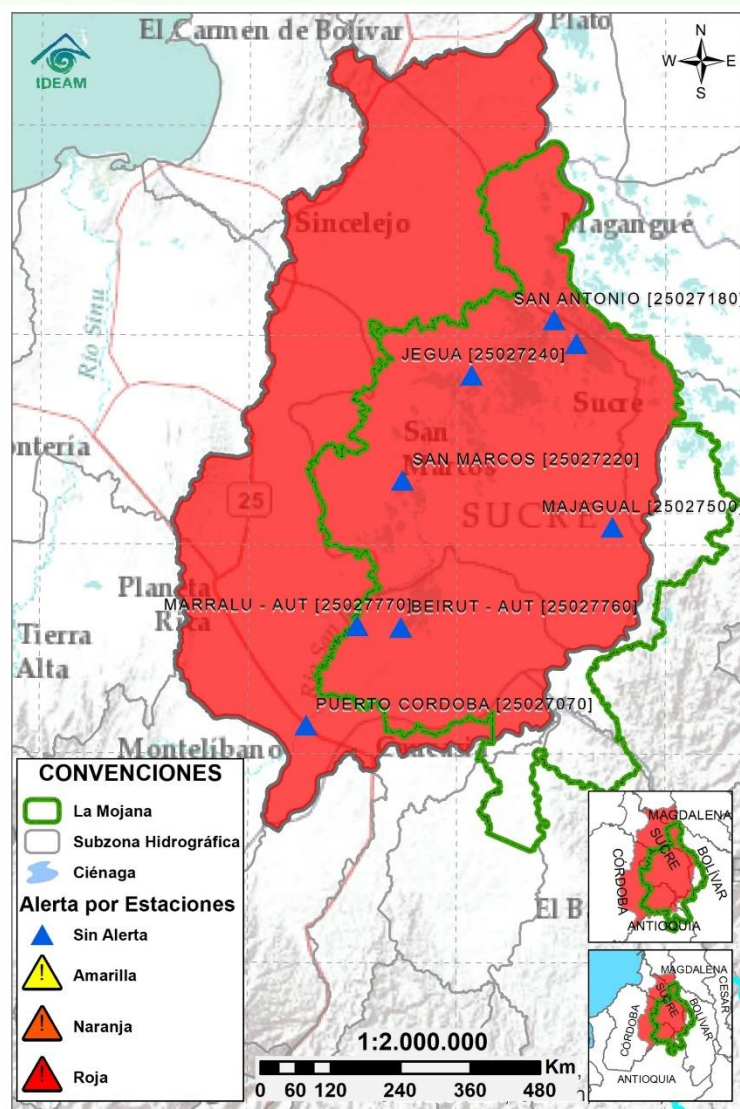 El Carmen de Bolívar
Plato
IDEAM
N
W E
S
Sincelejo
Magangué
SAN ANTONIO [25027180]
Río Sinú
JEGUA [25027240]
Sucre
San
Marcos
SAN MARCOS [25027220]
ontería
25
SUCRE
MAJAGUAL [25027500]
Planeta
Rica
MARRALU - AUT [25027770]
BEIRUT - AUT [25027760]
Tierra
Alta
PUERTO CORDOBA [25027070]
Montelíbano
CONVENCIONES
La Mojana
Subzona Hidrográfica
Ciénaga
Alerta por Estaciones
Sin Alerta
Amarilla
Naranja
Roja
El B
1:2.000.000
Km
0 60 120 240 360 480
MAGDALENA
SUCRE
BOLÍVAR
CÓRDOBA
ANTIOQUIA
MAGDALENA
CESAR
SUCRE
BOLÍVAR
CÓRDOBA
ANTIOQUIA